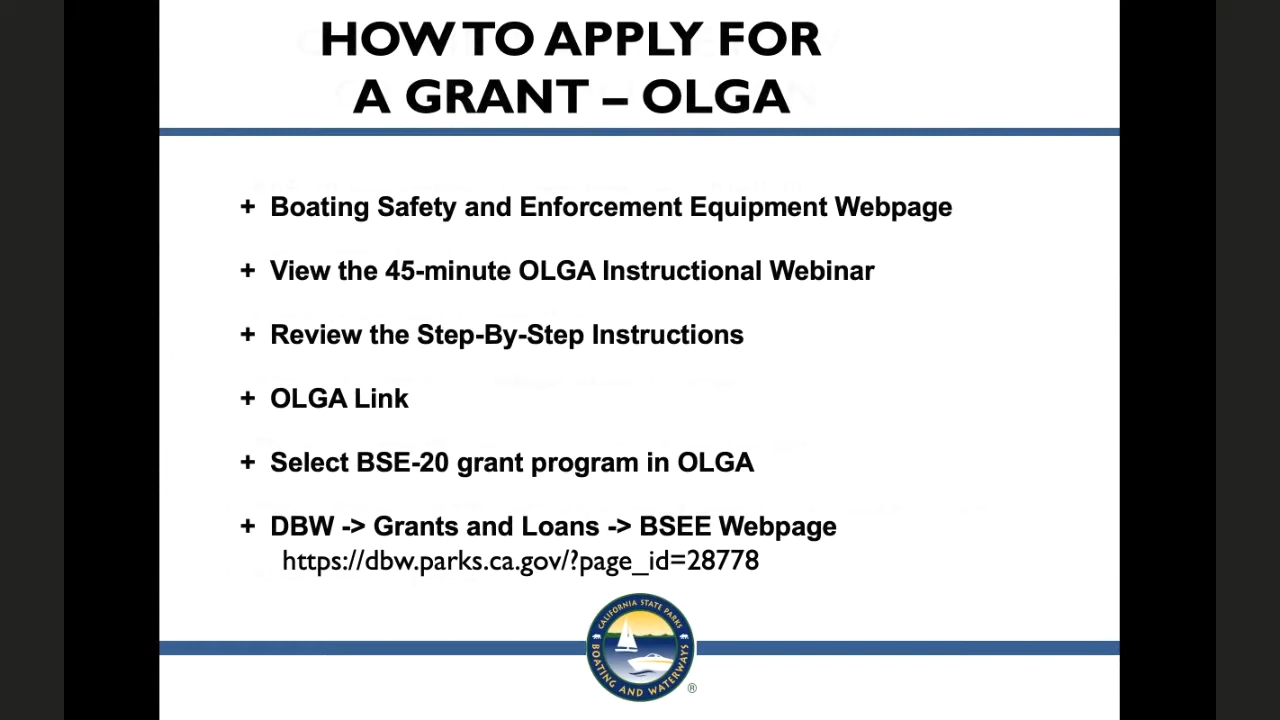 HOW TO APPLY FOR
A GRANT – OLGA
+ Boating Safety and Enforcement Equipment Webpage
+ View the 45-minute OLGA Instructional Webinar
+ Review the Step-By-Step Instructions
+ OLGA Link
+ Select BSE-20 grant program in OLGA
+ DBW -> Grants and Loans -> BSEE Webpage
https://dbw.parks.ca.gov/?page_id=28778
CALIFORNIA STATE PARKS
BOATING AND WATERWAYS
®